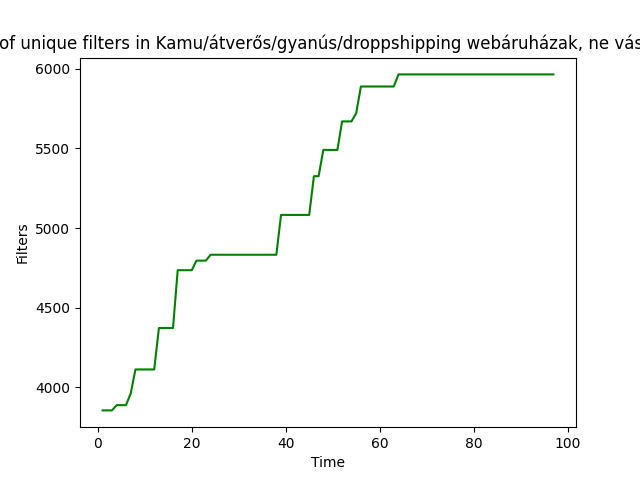 of unique filters in Kamu/átverős/gyanús/droppshipping webáruházak, ne vás
6000
5500
5000
4500
4000
Filters
0 20 40 60 80 100
Time